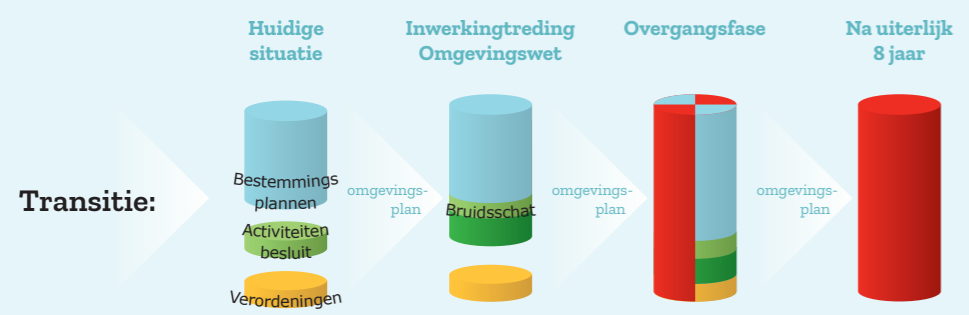 Huidige
situatie
Inwerkingtreding
Omgevingswet
Overgangsfase
Na uiterlijk
8 jaar
Transitie:
Bestemmings
plannen
Activiteiten
besluit
Verordeningen
omgevings-
plan
Bruidsschat
omgevings-
plan
omgevings-
plan